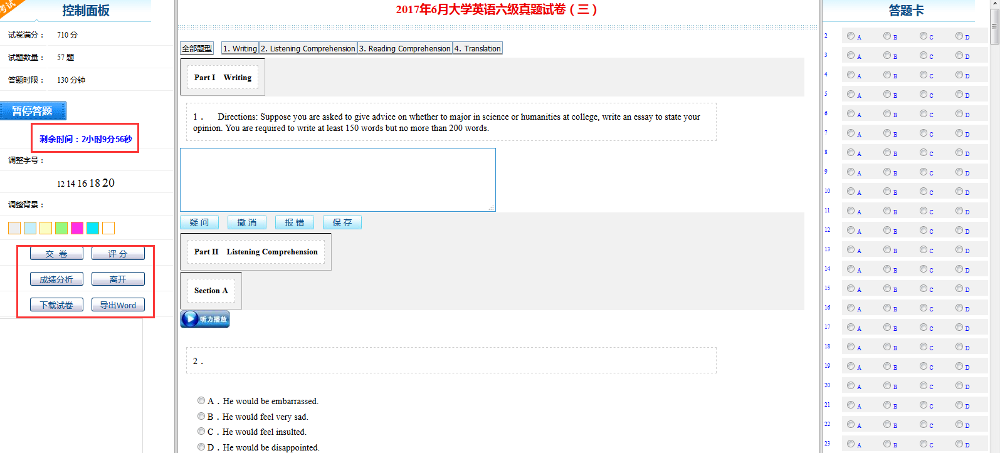 考试
控制面板
试卷满分： 710 分
试题数量： 57 题
答题时限： 130 分钟
暂停答题
剩余时间：2小时9分56秒
调整字号：
12 14 16 18 20
调整背景：
交 卷 评 分
成绩分析 离开
下载试卷 导出Word
2017年6月大学英语六级真题试卷（三）
全部题型 1. Writing 2. Listening Comprehension 3. Reading Comprehension 4. Translation
Part I Writing
1． Directions: Suppose you are asked to give advice on whether to major in science or humanities at college, write an essay to state your
opinion. You are required to write at least 150 words but no more than 200 words.
疑 问 撤 消 报 错 保 存
Part II Listening Comprehension
Section A
听力播放
2．
A．He would be embarrassed.
B．He would feel very sad.
C．He would feel insulted.
D．He would be disappointed.
答题卡
2 A B C D
3 A B C D
4 A B C D
5 A B C D
6 A B C D
7 A B C D
8 A B C D
9 A B C D
10 A B C D
11 A B C D
12 A B C D
13 A B C D
14 A B C D
15 A B C D
16 A B C D
17 A B C D
18 A B C D
19 A B C D
20 A B C D
21 A B C D
22 A B C D
23 A B C D